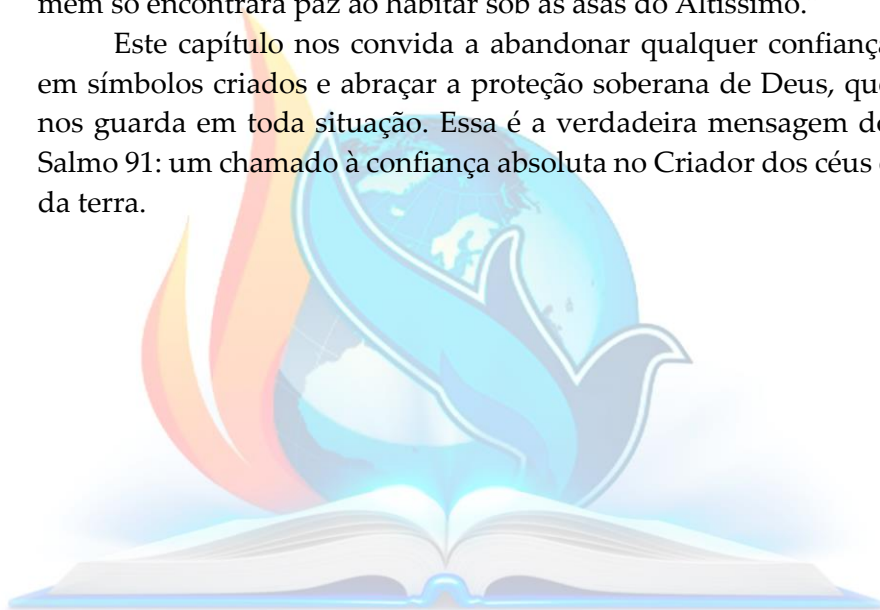 mem só encontrará paz ao habitar sob as asas do Altíssimo.
Este capítulo nos convida a abandonar qualquer confiança
em símbolos criados e abraçar a proteção soberana de Deus, que
nos guarda em toda situação. Essa é a verdadeira mensagem do
Salmo 91: um chamado à confiança absoluta no Criador dos céus e
da terra.